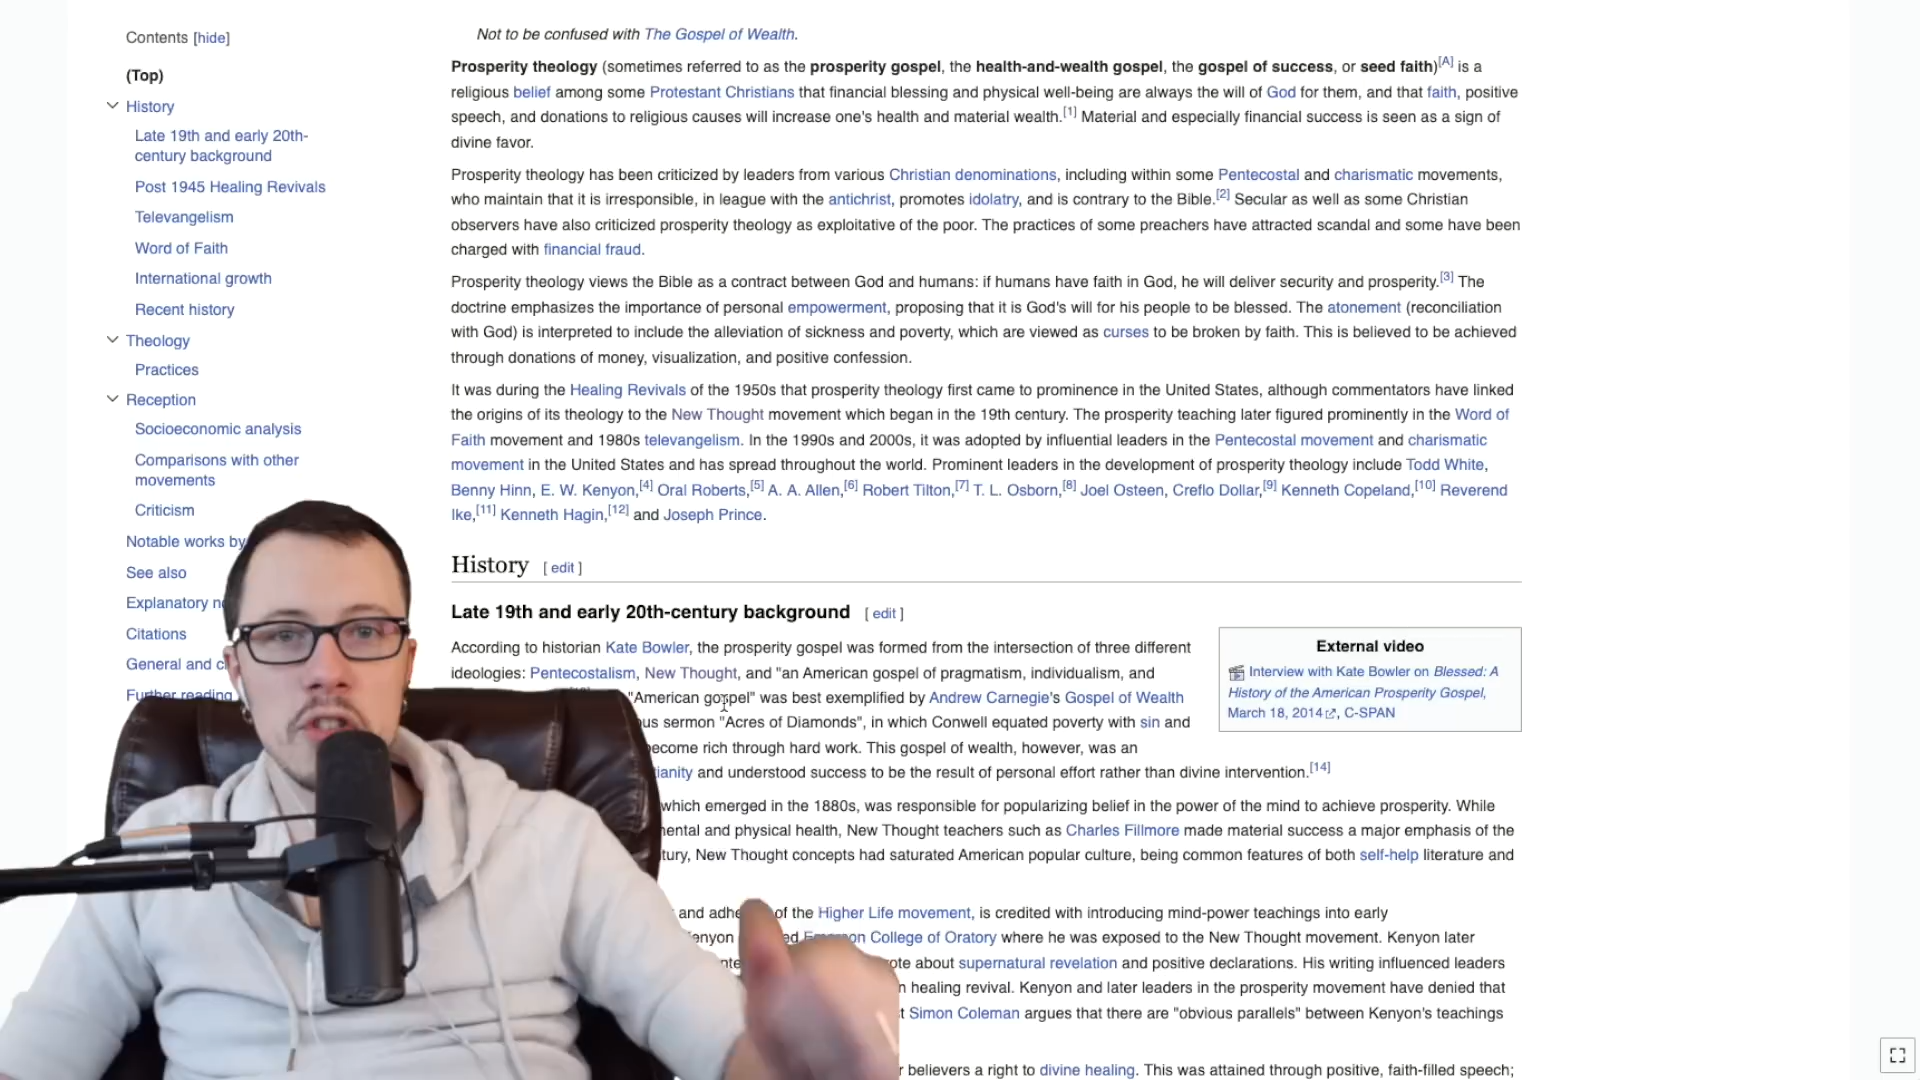 Contents [hide]
(Top)
History
Late 19th and early 20th-
century background
Post 1945 Healing Revivals
Televangelism
Word of Faith
International growth
Recent history
Theology
Practices
Reception
Socioeconomic analysis
Comparisons with other
movements
Criticism
Notable works by
See also
Explanatory
Citations
General and
Further reading
Not to be confused with The Gospel of Wealth.
Prosperity theology (sometimes referred to as the prosperity gospel, the health-and-wealth gospel, the gospel of success, or seed faith)[A] is a
religious belief among some Protestant Christians that financial blessing and physical well-being are always the will of God for them, and that faith, positive
speech, and donations to religious causes will increase one's health and material wealth.[1] Material and especially financial success is seen as a sign of
divine favor.
Prosperity theology has been criticized by leaders from various Christian denominations, including within some Pentecostal and charismatic movements,
who maintain that it is irresponsible, in league with the antichrist, promotes idolatry, and is contrary to the Bible.[2] Secular as well as some Christian
observers have also criticized prosperity theology as exploitative of the poor. The practices of some preachers have attracted scandal and some have been
charged with financial fraud.
Prosperity theology views the Bible as a contract between God and humans: if humans have faith in God, he will deliver security and prosperity.[3] The
doctrine emphasizes the importance of personal empowerment, proposing that it is God's will for his people to be blessed. The atonement (reconciliation
with God) is interpreted to include the alleviation of sickness and poverty, which are viewed as curses to be broken by faith. This is believed to be achieved
through donations of money, visualization, and positive confession.
It was during the Healing Revivals of the 1950s that prosperity theology first came to prominence in the United States, although commentators have linked
the origins of its theology to the New Thought movement which began in the 19th century. The prosperity teaching later figured prominently in the Word of
Faith movement and 1980s televangelism. In the 1990s and 2000s, it was adopted by influential leaders in the Pentecostal movement and charismatic
movement in the United States and has spread throughout the world. Prominent leaders in the development of prosperity theology include Todd White,
Benny Hinn, E. W. Kenyon,[4] Oral Roberts,[5] A. A. Allen,[6] Robert Tilton,[7] T. L. Osborn,[8] Joel Osteen, Creflo Dollar,[9] Kenneth Copeland,[10] Reverend
Ike,[11] Kenneth Hagin,[12] and Joseph Prince.
History [ edit ]
Late 19th and early 20th-century background [ edit ]
According to historian Kate Bowler, the prosperity gospel was formed from the intersection of three different
ideologies: Pentecostalism, New Thought, and "an American gospel of pragmatism, individualism, and
"American gospel" was best exemplified by Andrew Carnegie's Gospel of Wealth
sermon "Acres of Diamonds", in which Conwell equated poverty with sin and
become rich through hard work. This gospel of wealth, however, was an
and understood success to be the result of personal effort rather than divine intervention.[14]
External video
Interview with Kate Bowler on Blessed: A
History of the American Prosperity Gospel,
March 18, 2014, C-SPAN
which emerged in the 1880s, was responsible for popularizing belief in the power of the mind to achieve prosperity. While
mental and physical health, New Thought teachers such as Charles Fillmore made material success a major emphasis of the
New Thought concepts had saturated American popular culture, being common features of both self-help literature and
and of the Higher Life movement, is credited with introducing mind-power teachings into early
Kenyon Emerson College of Oratory where he was exposed to the New Thought movement. Kenyon later
about supernatural revelation and positive declarations. His writing influenced leaders
healing revival. Kenyon and later leaders in the prosperity movement have denied that
Simon Coleman argues that there are "obvious parallels" between Kenyon's teachings
believers a right to divine healing. This was attained through positive, faith-filled speech;